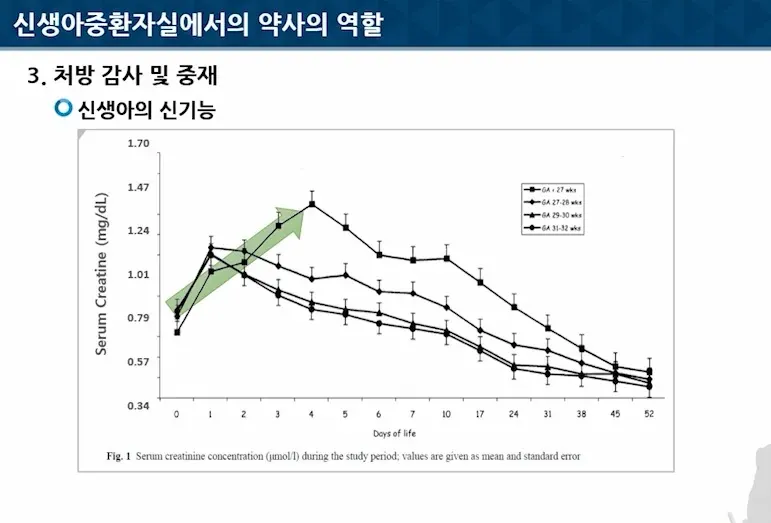 신생아중환자실에서의 약사의 역할
3. 처방 감사 및 중재
신생아의 신기능
Serum Creatine (mg/dL)
1.70
1.47
1.24
1.01
0.79
0.57
0.34
GA < 27 wks
GA 27-28 wks
GA 29-30 wks
GA 31-32 wks
0 1 2 3 4 5 6 7 10 17 24 31 38 45 52
Days of life
Fig. 1 Serum creatinine concentration (μmol/l) during the study period; values are given as mean and standard error